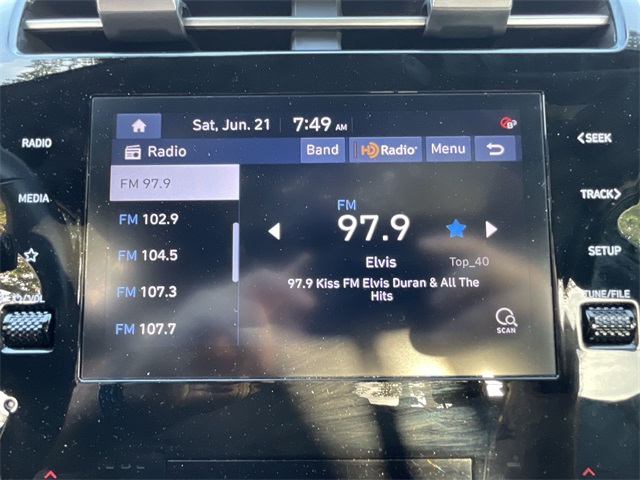 Sat, Jun. 21 7:49 AM
RADIO
MEDIA
Radio Band HD Radio Menu
FM 97.9
FM 102.9
FM 104.5
FM 107.3
FM 107.7
FM
97.9
Elvis Top_40
97.9 Kiss FM Elvis Duran & All The
Hits
SCAN
SEEK
TRACK
SETUP
TUNE/FILE
/VOL